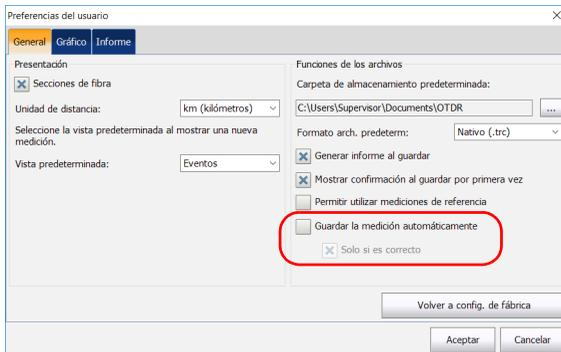 Preferencias del usuario
General Gráfico Informe
Presentación
Secciones de fibra
Unidad de distancia: km (kilómetros)
Seleccione la vista predeterminada al mostrar una nueva
medición.
Vista predeterminada: Eventos
Funciones de los archivos
Carpeta de almacenamiento predeterminada:
C:\Users\Supervisor\Documents\OTDR ...
Formato arch. predeterm: Nativo (.trc)
Generar informe al guardar
Mostrar confirmación al guardar por primera vez
Permitir utilizar mediciones de referencia
Guardar la medición automáticamente
Solo si es correcto
Volver a config. de fábrica
Aceptar Cancelar